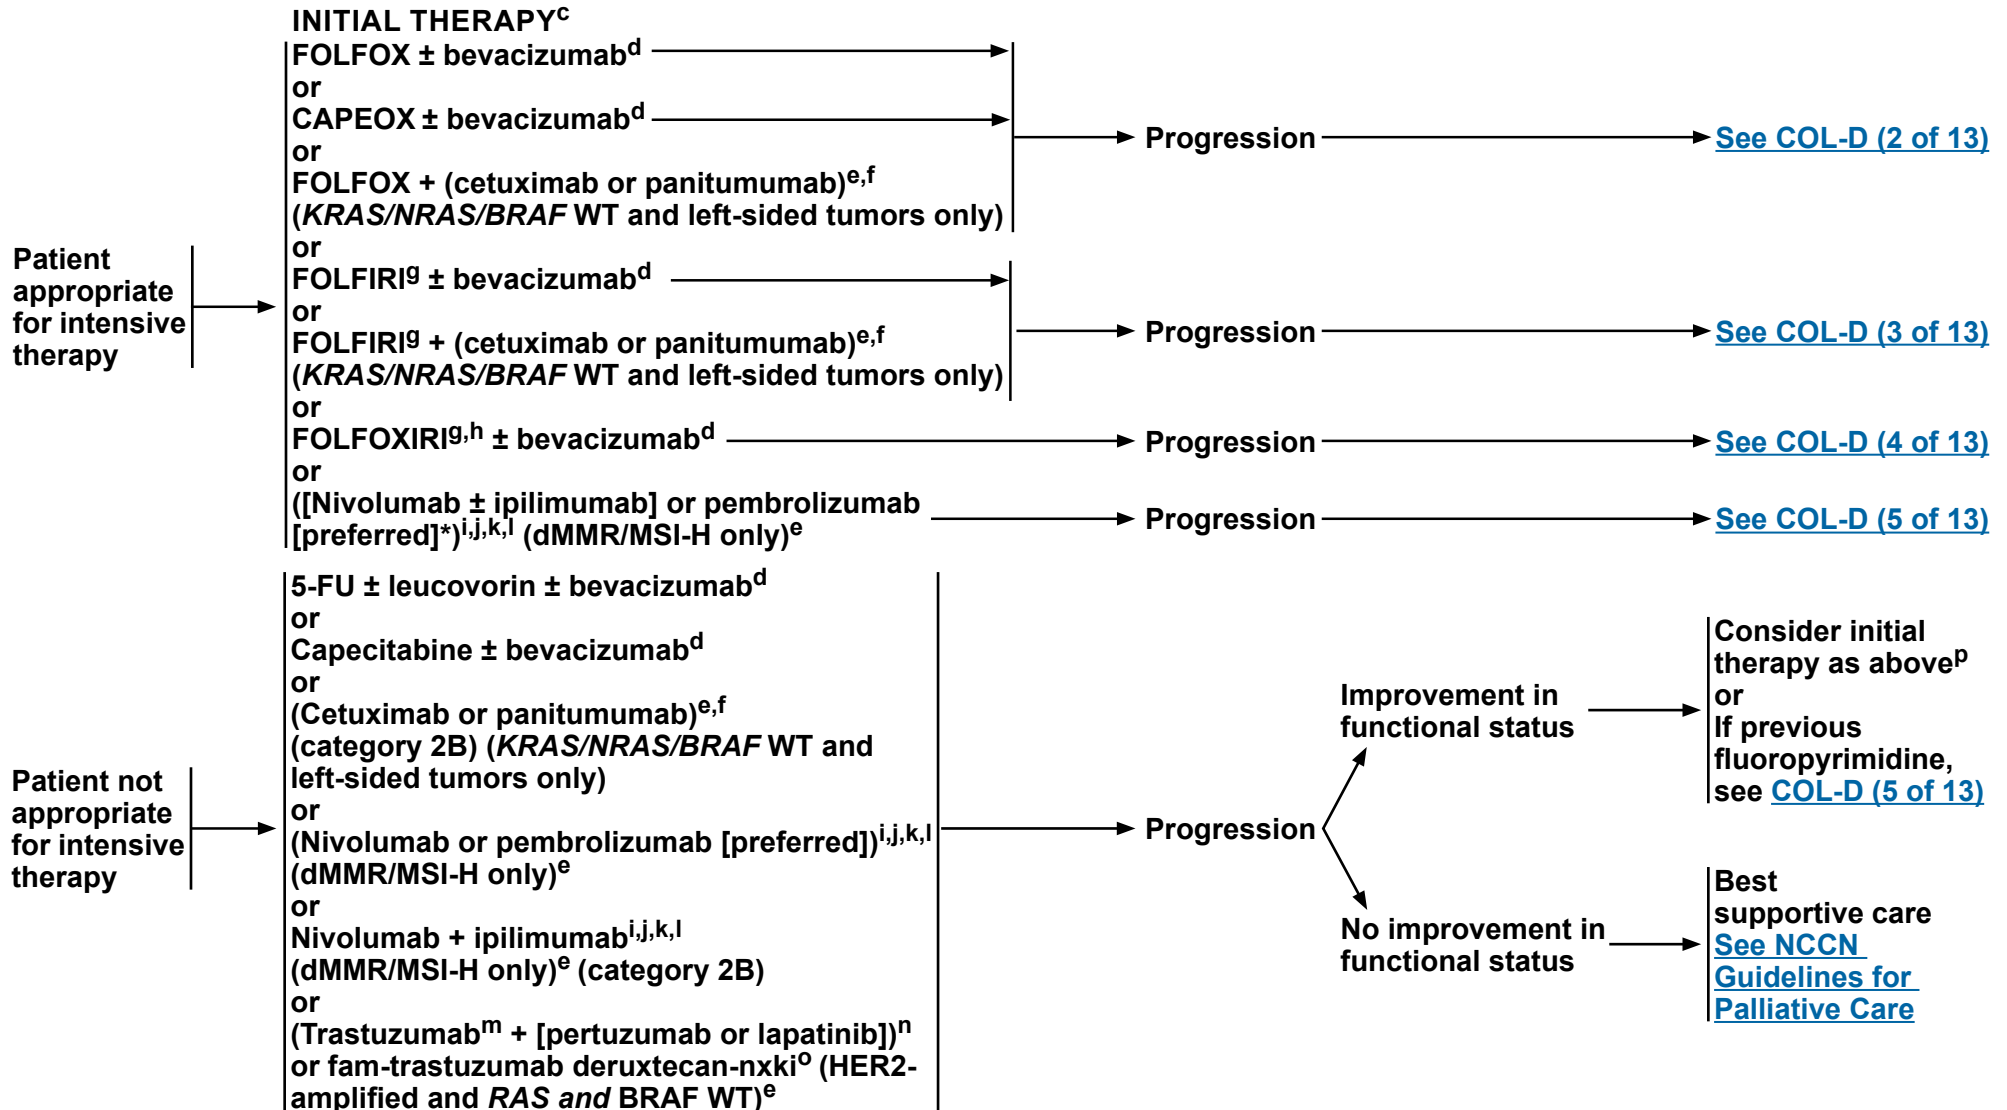 INITIAL THERAPYc
FOLFOX ± bevacizumabd
or
CAPEOX ± bevacizumabd
or
FOLFOX + (cetuximab or panitumumab)e,f
(KRAS/NRAS/BRAF WT and left-sided tumors only)
or
FOLFIRIg ± bevacizumabd
or
FOLFIRIg + (cetuximab or panitumumab)e,f
(KRAS/NRAS/BRAF WT and left-sided tumors only)
or
FOLFOXIRIg,h ± bevacizumabd
or
([Nivolumab ± ipilimumab] or pembrolizumab
[preferred]*)i,j,k,l (dMMR/MSI-H only)e
Patient
appropriate
for intensive
therapy
Progression
See COL-D (2 of 13)
Progression
See COL-D (3 of 13)
Progression
See COL-D (4 of 13)
Progression
See COL-D (5 of 13)
Patient not
appropriate
for intensive
therapy
5-FU ± leucovorin ± bevacizumabd
or
Capecitabine ± bevacizumabd
or
(Cetuximab or panitumumab)e,f
(category 2B) (KRAS/NRAS/BRAF WT and
left-sided tumors only)
or
(Nivolumab or pembrolizumab [preferred])i,j,k,l
(dMMR/MSI-H only)e
or
Nivolumab + ipilimumabi,j,k,l
(dMMR/MSI-H only)e (category 2B)
or
(Trastuzumabm + [pertuzumab or lapatinib])n
or fam-trastuzumab deruxtecan-nxkio (HER2-
amplified and RAS and BRAF WT)e
Progression
Improvement in
functional status
Consider initial
therapy as abovep
or
If previous
fluoropyrimidine,
see COL-D (5 of 13)
No improvement in
functional status
Best
supportive care
See NCCN
Guidelines for
Palliative Care